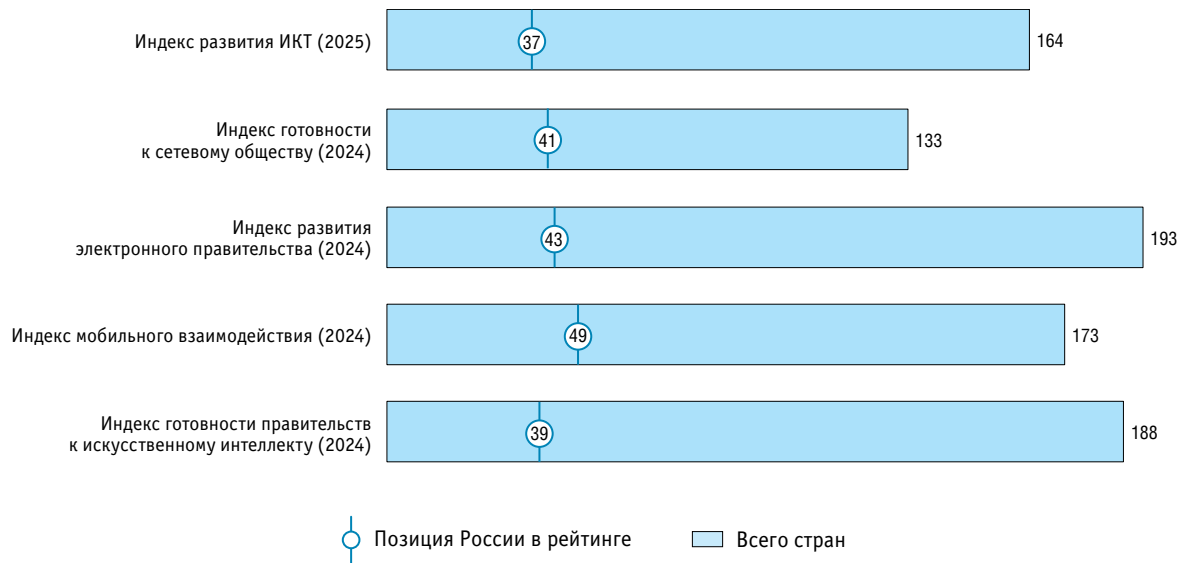 Индекс развития ИКТ (2025)
37
164
Индекс готовности
к сетевому обществу (2024)
41
133
Индекс развития
электронного правительства (2024)
43
193
Индекс мобильного взаимодействия (2024)
49
173
Индекс готовности правительств
к искусственному интеллекту (2024)
39
188
Позиция России в рейтинге
Всего стран